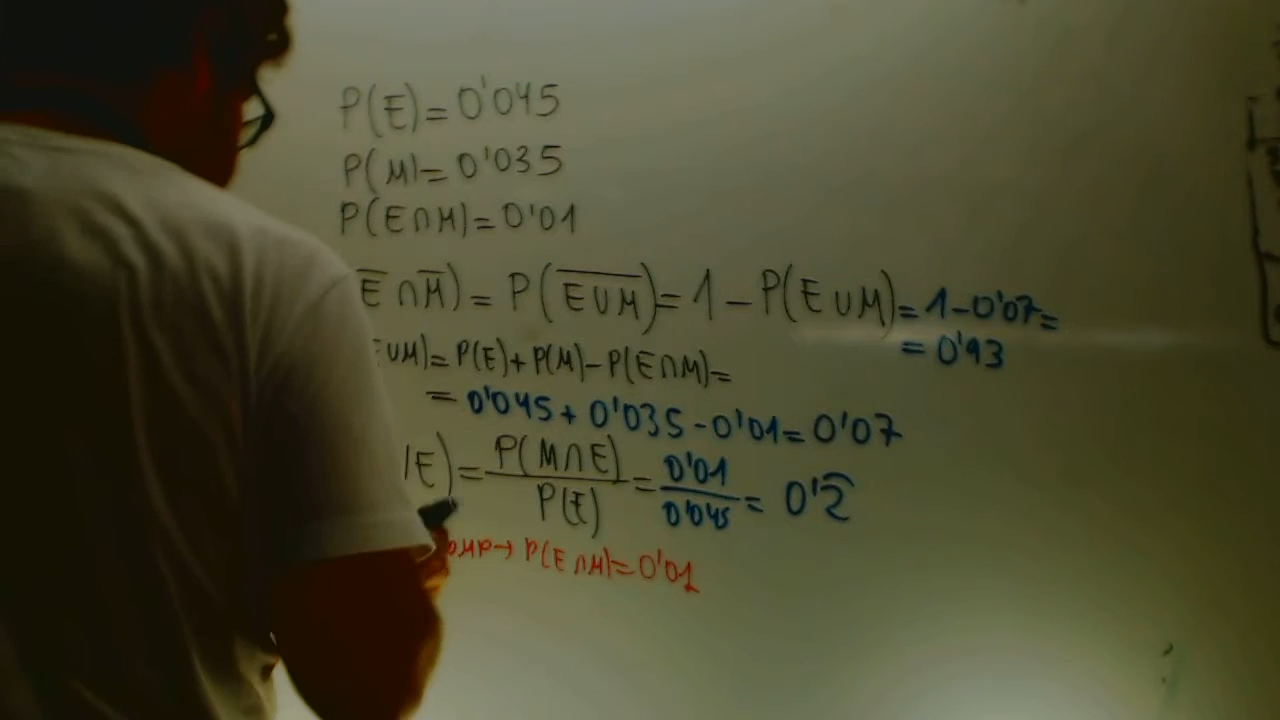 P(E)=0'045
P(M)=0'035
P(E∩M)=0'01
E̅∩M̅)= P(\overline{E∪M})= 1-P(E∪M)= 1-0'07=
= 0'93
∪M)= P(E)+P(M)-P(E∩M)=
= 0'045+0'035-0'01=0'07
|E)= P(M∩E)/P(E) = 0'01/0'045 = 0'2̂
→ P(E∩M)=0'01